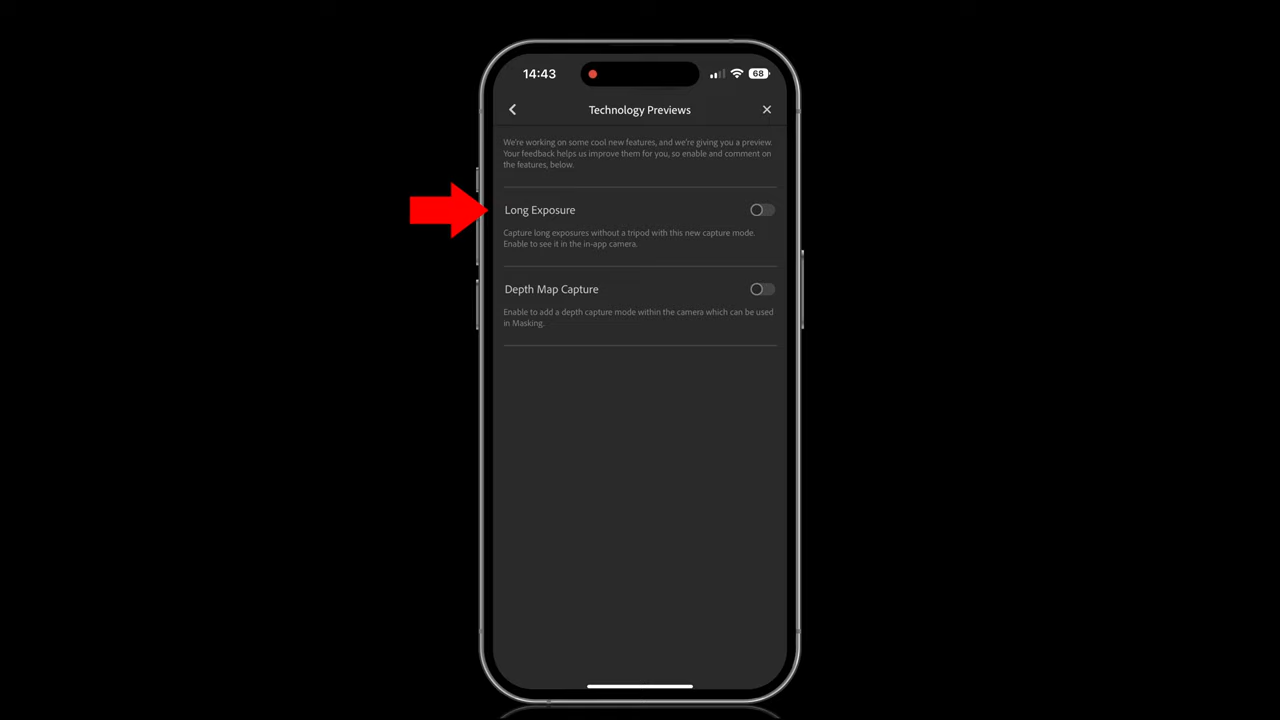 14:43
68
Technology Previews
We're working on some cool new features, and we're giving you a preview.
Your feedback helps us improve them for you, so enable and comment on
the features, below.
Long Exposure
Capture long exposures without a tripod with this new capture mode.
Enable to see it in the in-app camera.
Depth Map Capture
Enable to add a depth capture mode within the camera which can be used
in Masking.